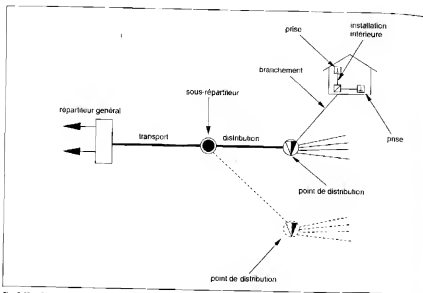 prise
installation
intérieure
branchement
sous-répartiteur
répartiteur général
prise
transport
distribution
point de distribution
point de distribution